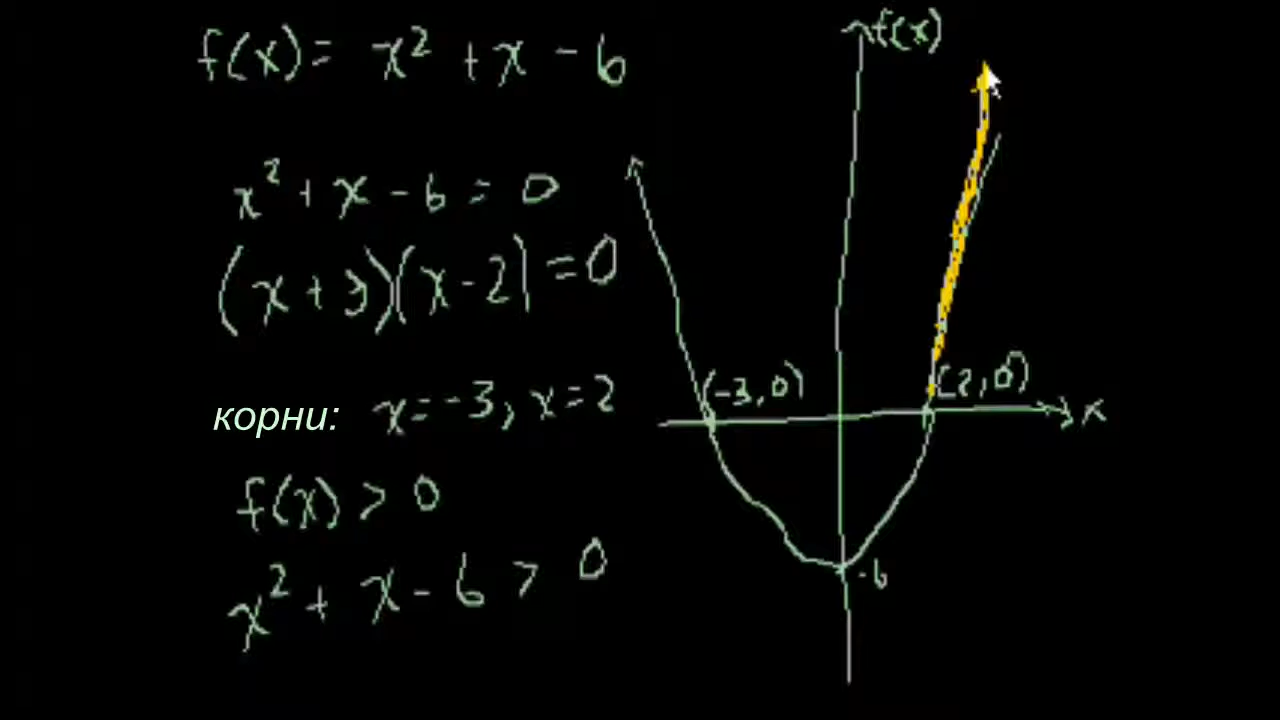 f(x) = x² + x - 6
x² + x - 6 = 0
(x + 3)(x - 2) = 0
корни: x = -3, x = 2
f(x) > 0
x² + x - 6 > 0
f(x)
(-3, 0)
(2, 0)
x
-6